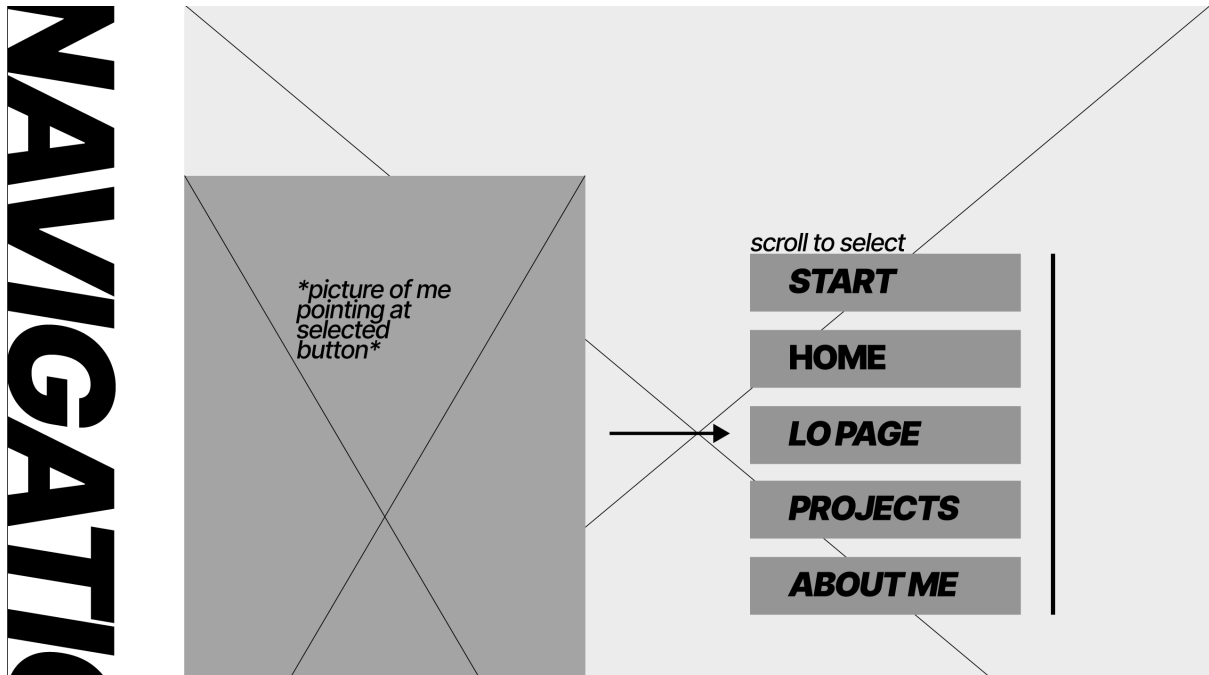 NAVIGATIO
*picture of me
pointing at
selected
button*
scroll to select
START
HOME
LO PAGE
PROJECTS
ABOUT ME